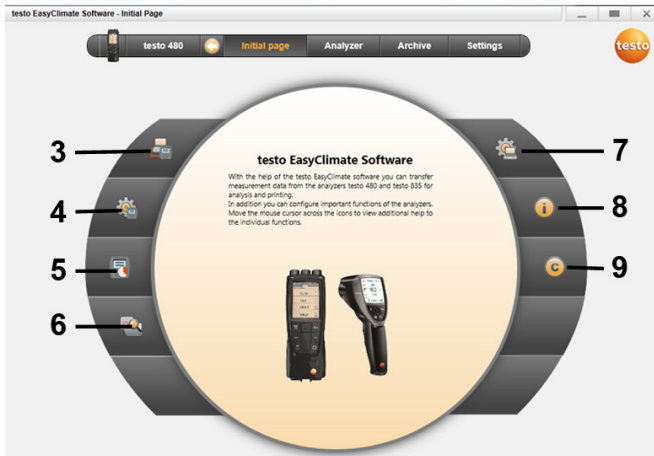 testo EasyClimate Software - Initial Page
testo 480 Initial page Analyzer Archive Settings
testo
3
4
5
6
7
8
9
i
C
testo EasyClimate Software
With the help of the testo EasyClimate software you can transfer
measurement data from the analyzers testo 480 and testo 835 for
analysis and printing.
In addition you can configure important functions of the analyzers.
Move the mouse cursor across the icons to view additional help to
the individual functions.